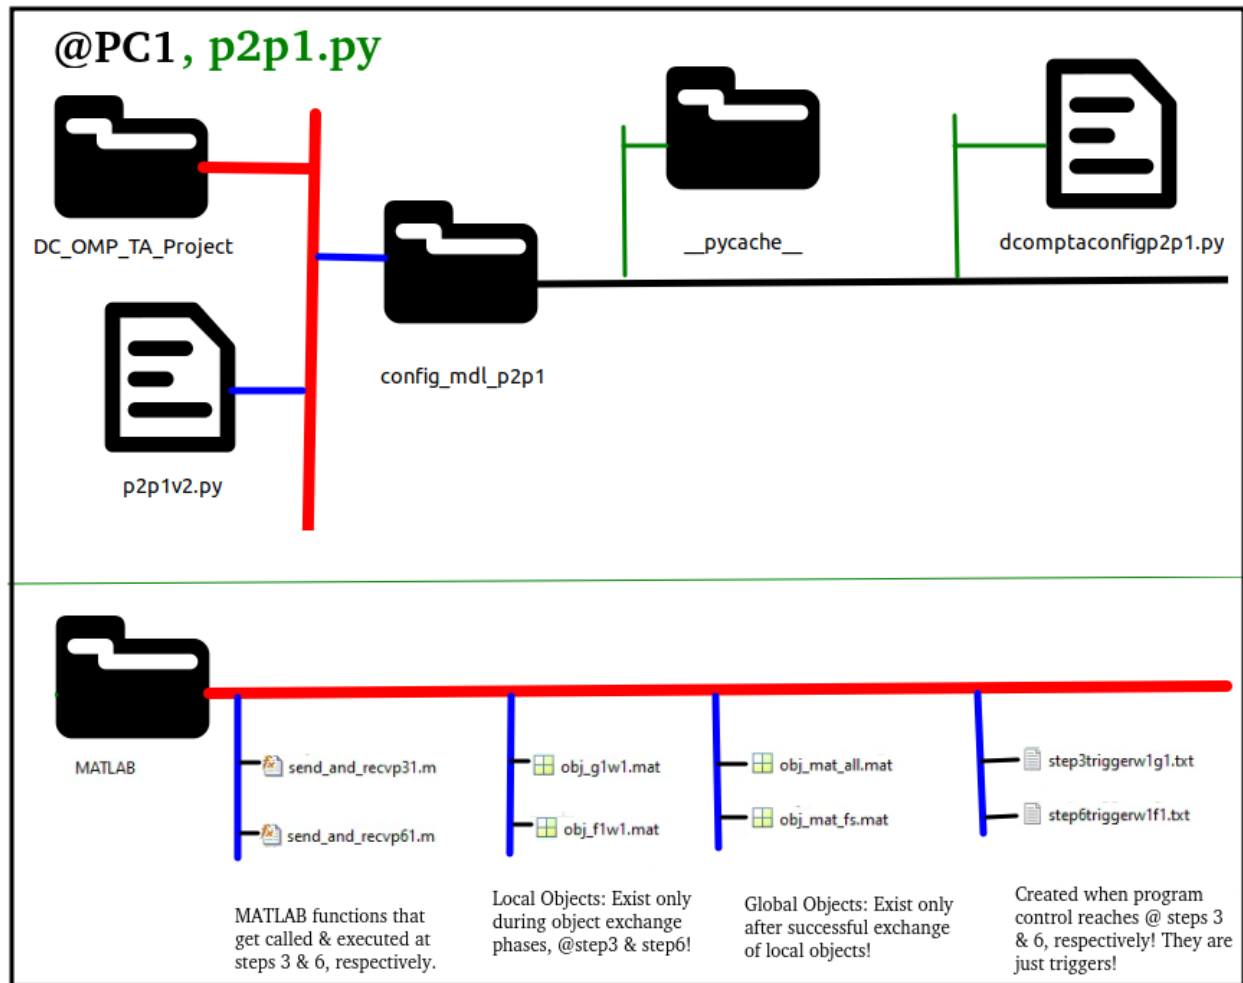 @PC1, p2p1.py
DC_OMP_TA_Project
__pycache__
dcomptaconfigp2p1.py
config_mdl_p2p1
p2p1v2.py
MATLAB
send_and_recvp31.m
send_and_recvp61.m
obj_g1w1.mat
obj_f1w1.mat
obj_mat_all.mat
obj_mat_fs.mat
step3triggerw1g1.txt
step6triggerw1f1.txt
MATLAB functions that
get called & executed at
steps 3 & 6, respectively.
Local Objects: Exist only
during object exchange
phases, @step3 & step6!
Global Objects: Exist only
after successful exchange
of local objects!
Created when program
control reaches @ steps 3
& 6, respectively! They are
just triggers!